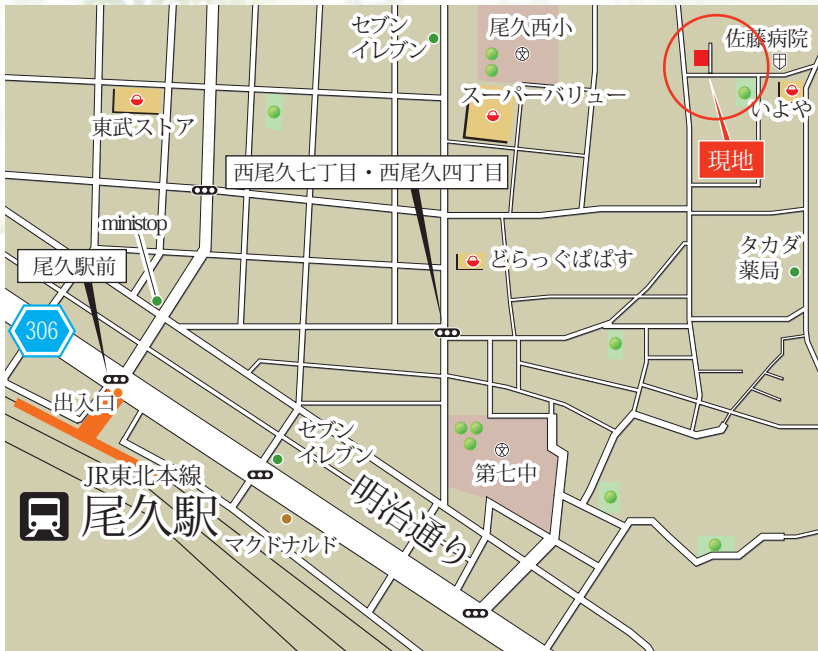 セブン
イレブン
尾久西小
佐藤病院
スーパーバリュー
いよや
東武ストア
現地
西尾久七丁目・西尾久四丁目
ministop
尾久駅前
どらっぐぱぱす
タカダ
薬局
306
出入口
セブン
イレブン
第七中
JR東北本線
尾久駅
明治通り
マクドナルド